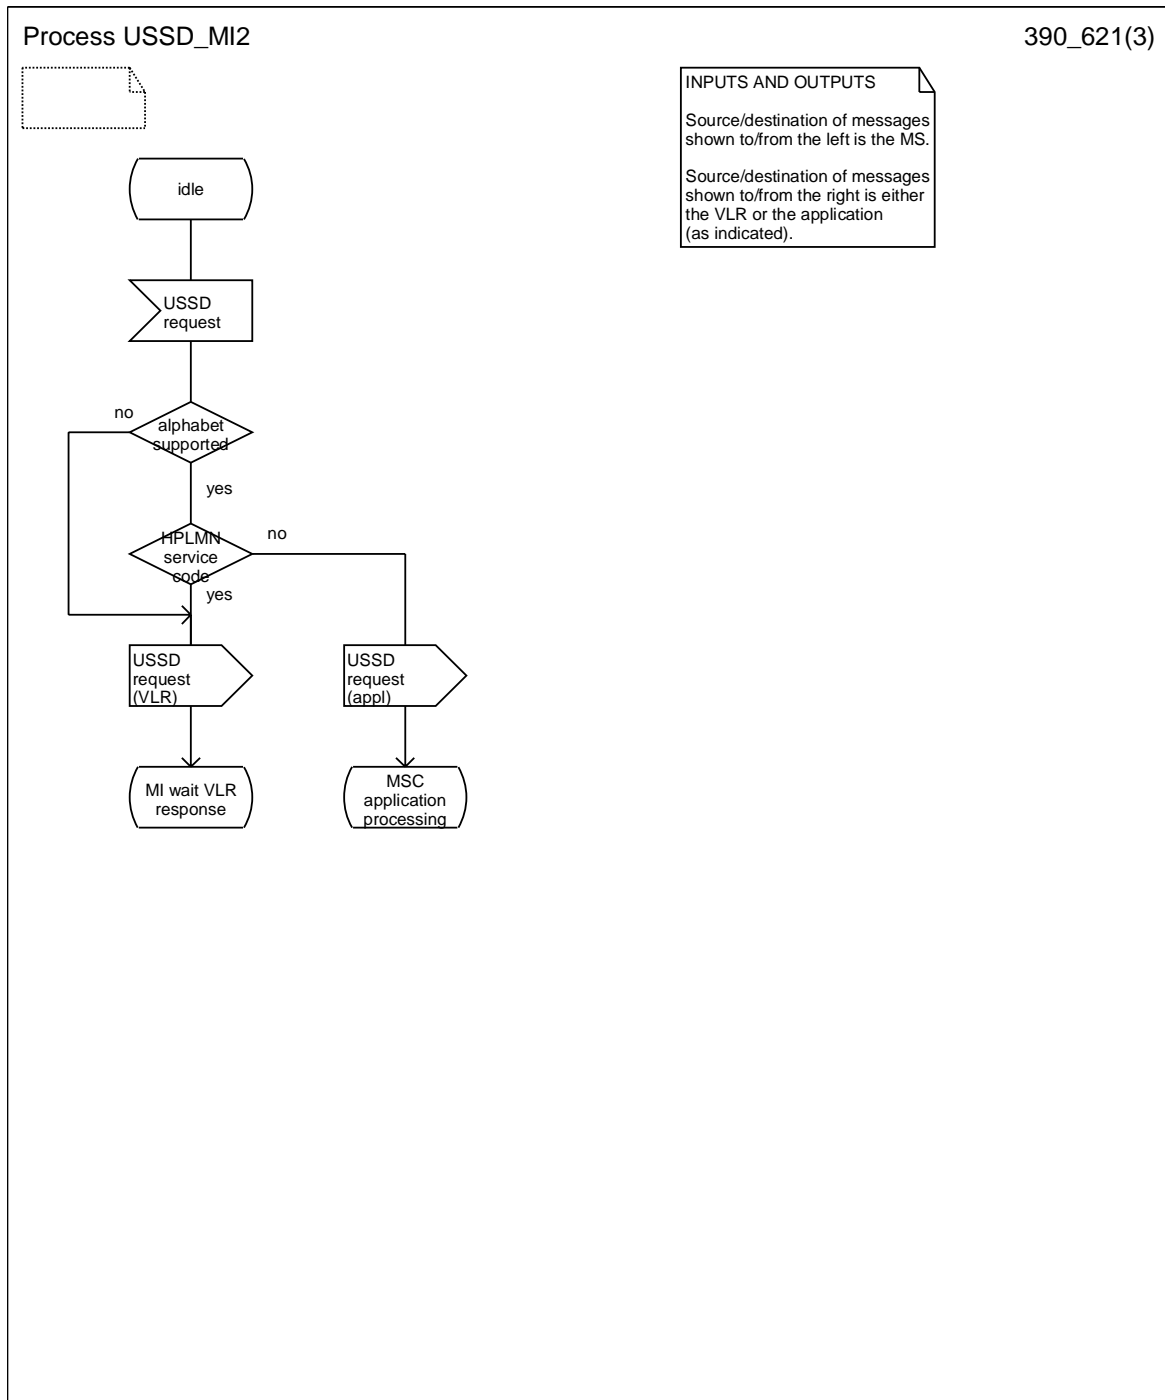 Process USSD_MI2
390_621(3)
INPUTS AND OUTPUTS
Source/destination of messages
shown to/from the left is the MS.
Source/destination of messages
shown to/from the right is either
the VLR or the application
(as indicated).
idle
USSD
request
no
alphabet
supported
yes
HPLMN
service
code
no
yes
USSD
request
(VLR)
USSD
request
(appl)
MI wait VLR
response
MSC
application
processing